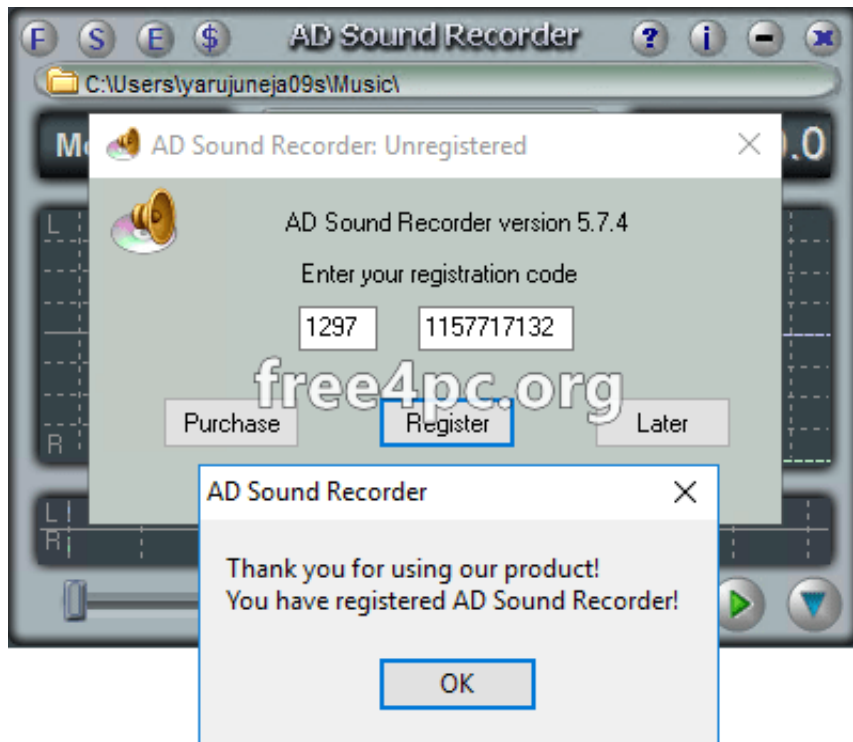 F S E $ AD Sound Recorder ? i
C:\Users\yarujuneja09s\Music\
.0
AD Sound Recorder: Unregistered
L
AD Sound Recorder version 5.7.4
Enter your registration code
1297 1157717132
free4pc.org
Purchase Register Later
R
AD Sound Recorder
L
R
Thank you for using our product!
You have registered AD Sound Recorder!
OK